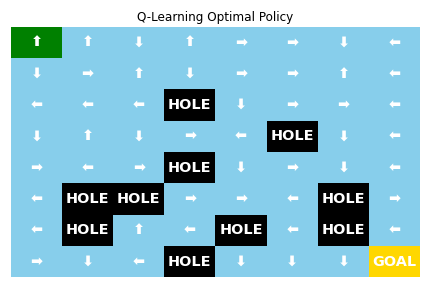 Q-Learning Optimal Policy
⬆ ⬆ ⬇ ⬆ ➡ ➡ ⬇ ⬅
⬇ ➡ ⬆ ⬇ ➡ ➡ ⬆ ⬅
⬅ ⬅ ⬅ HOLE ⬇ ➡ ➡ ⬅
⬇ ⬆ ⬇ ➡ ⬅ HOLE ⬇ ⬅
➡ ⬅ ➡ HOLE ⬇ ➡ ⬇ ⬅
⬅ HOLE HOLE ➡ ➡ ⬅ HOLE ➡
⬅ HOLE ⬆ ⬅ HOLE ⬅ HOLE ⬅
➡ ⬇ ⬅ HOLE ⬇ ⬇ ⬇ GOAL